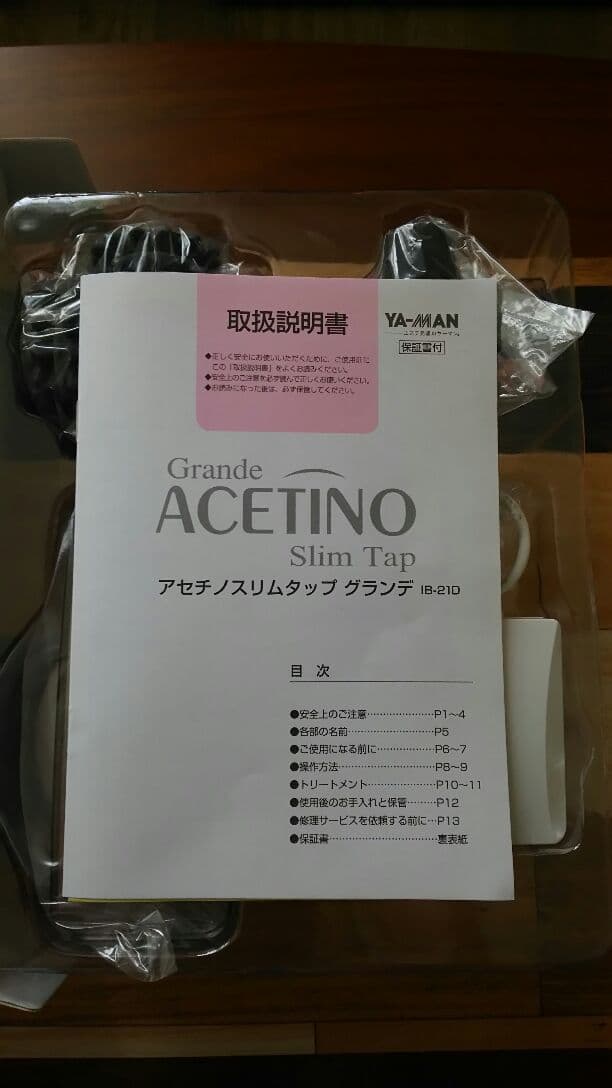 取扱説明書
◆正しく安全にお使いいただくために、ご使用前に
この「取扱説明書」をよくお読みください。
◆安全上のご注意を必ず読んで正しくお使いください。
◆お読みになった後は、必ず保管してください。
YA-MAN
保証書付
Grande
ACETINO
Slim Tap
アセチノスリムタップ グランデ IB-21D
目 次
●安全上のご注意…………………P1〜4
●各部の名前………………………P5
●ご使用になる前に………………P6〜7
●操作方法…………………………P8〜9
●トリートメント…………………P10〜11
●使用後のお手入れと保管………P12
●修理サービスを依頼する前に…P13
●保証書……………………………裏表紙